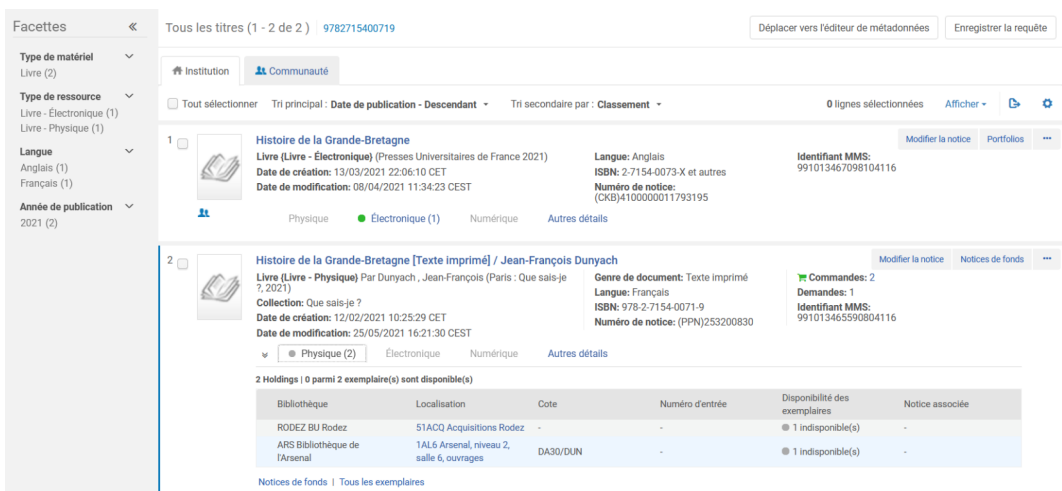 Facettes
Type de matériel
Livre (2)
Type de ressource
Livre - Électronique (1)
Livre - Physique (1)
Langue
Anglais (1)
Français (1)
Année de publication
2021 (2)
Tous les titres (1 - 2 de 2 ) 9782715400719
Déplacer vers l'éditeur de métadonnées Enregistrer la requête
Institution Communauté
Tout sélectionner Tri principal : Date de publication - Descendant Tri secondaire par : Classement 0 lignes sélectionnées Afficher
1 Histoire de la Grande-Bretagne Modifier la notice Portfolios
Livre {Livre - Électronique} (Presses Universitaires de France 2021)
Date de création: 13/03/2021 22:06:10 CET
Date de modification: 08/04/2021 11:34:23 CEST
Langue: Anglais
ISBN: 2-7154-0073-X et autres
Numéro de notice:
(CKB)4100000011793195
Identifiant MMS:
991013467098104116
Physique Électronique (1) Numérique Autres détails
2 Histoire de la Grande-Bretagne [Texte imprimé] / Jean-François Dunyach Modifier la notice Notices de fonds
Livre {Livre - Physique} Par Dunyach , Jean-François (Paris : Que sais-je
?, 2021)
Collection: Que sais-je ?
Date de création: 12/02/2021 10:25:29 CET
Date de modification: 25/05/2021 16:21:30 CEST
Genre de document: Texte imprimé
Langue: Français
ISBN: 978-2-7154-0071-9
Numéro de notice: (PPN)253200830
Commandes: 2
Demandes: 1
Identifiant MMS:
991013465590804116
Physique (2) Électronique Numérique Autres détails
2 Holdings | 0 parmi 2 exemplaire(s) sont disponible(s)
Bibliothèque Localisation Cote Numéro d'entrée Disponibilité des
exemplaires Notice associée
RODEZ BU Rodez 51ACQ Acquisitions Rodez - - 1 indisponible(s) -
ARS Bibliothèque de
l'Arsenal 1AL6 Arsenal, niveau 2,
salle 6, ouvrages DA30/DUN - 1 indisponible(s) -
Notices de fonds | Tous les exemplaires